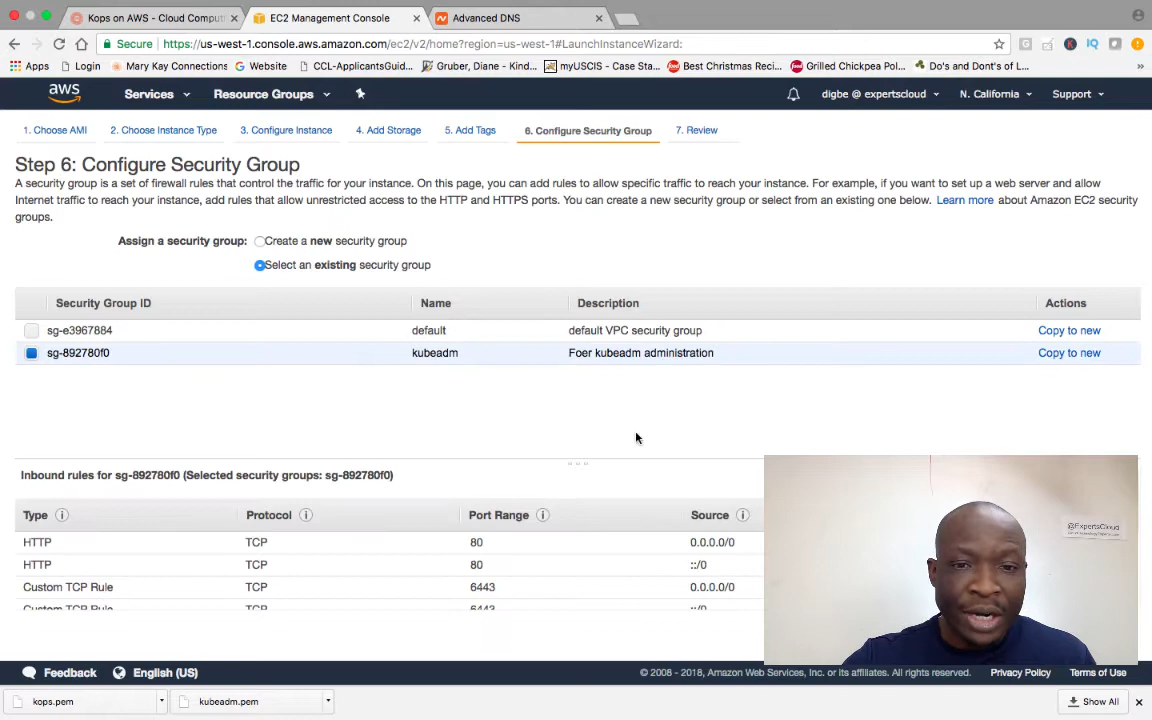 Kops on AWS - Cloud Comput
EC2 Management Console
Advanced DNS
Secure
https://us-west-1.console.aws.amazon.com/ec2/v2/home?region=us-west-1#LaunchInstanceWizard:
Apps
Login
Mary Kay Connections
Website
CCL-ApplicantsGuid...
Gruber, Diane - Kind...
myUSCIS - Case Sta...
Best Christmas Reci...
Grilled Chickpea Pol...
Do's and Dont's of L...
aws
Services
Resource Groups
digbe @ expertscloud
N. California
Support
1. Choose AMI
2. Choose Instance Type
3. Configure Instance
4. Add Storage
5. Add Tags
6. Configure Security Group
7. Review
Step 6: Configure Security Group
A security group is a set of firewall rules that control the traffic for your instance. On this page, you can add rules to allow specific traffic to reach your instance. For example, if you want to set up a web server and allow
Internet traffic to reach your instance, add rules that allow unrestricted access to the HTTP and HTTPS ports. You can create a new security group or select from an existing one below. Learn more about Amazon EC2 security
groups.
Assign a security group:
Create a new security group
Select an existing security group
Security Group ID
Name
Description
Actions
sg-e3967884
default
default VPC security group
Copy to new
sg-892780f0
kubeadm
Foer kubeadm administration
Copy to new
Inbound rules for sg-892780f0 (Selected security groups: sg-892780f0)
Type
Protocol
Port Range
Source
HTTP
TCP
80
0.0.0.0/0
HTTP
TCP
80
::/0
Custom TCP Rule
TCP
6443
0.0.0.0/0
Custom TCP Rule
TCP
6443
::/0
@ExpertsCloud
Feedback
English (US)
© 2008 - 2018, Amazon Web Services, Inc. or its affiliates. All rights reserved.
Privacy Policy
Terms of Use
kops.pem
kubeadm.pem
Show All